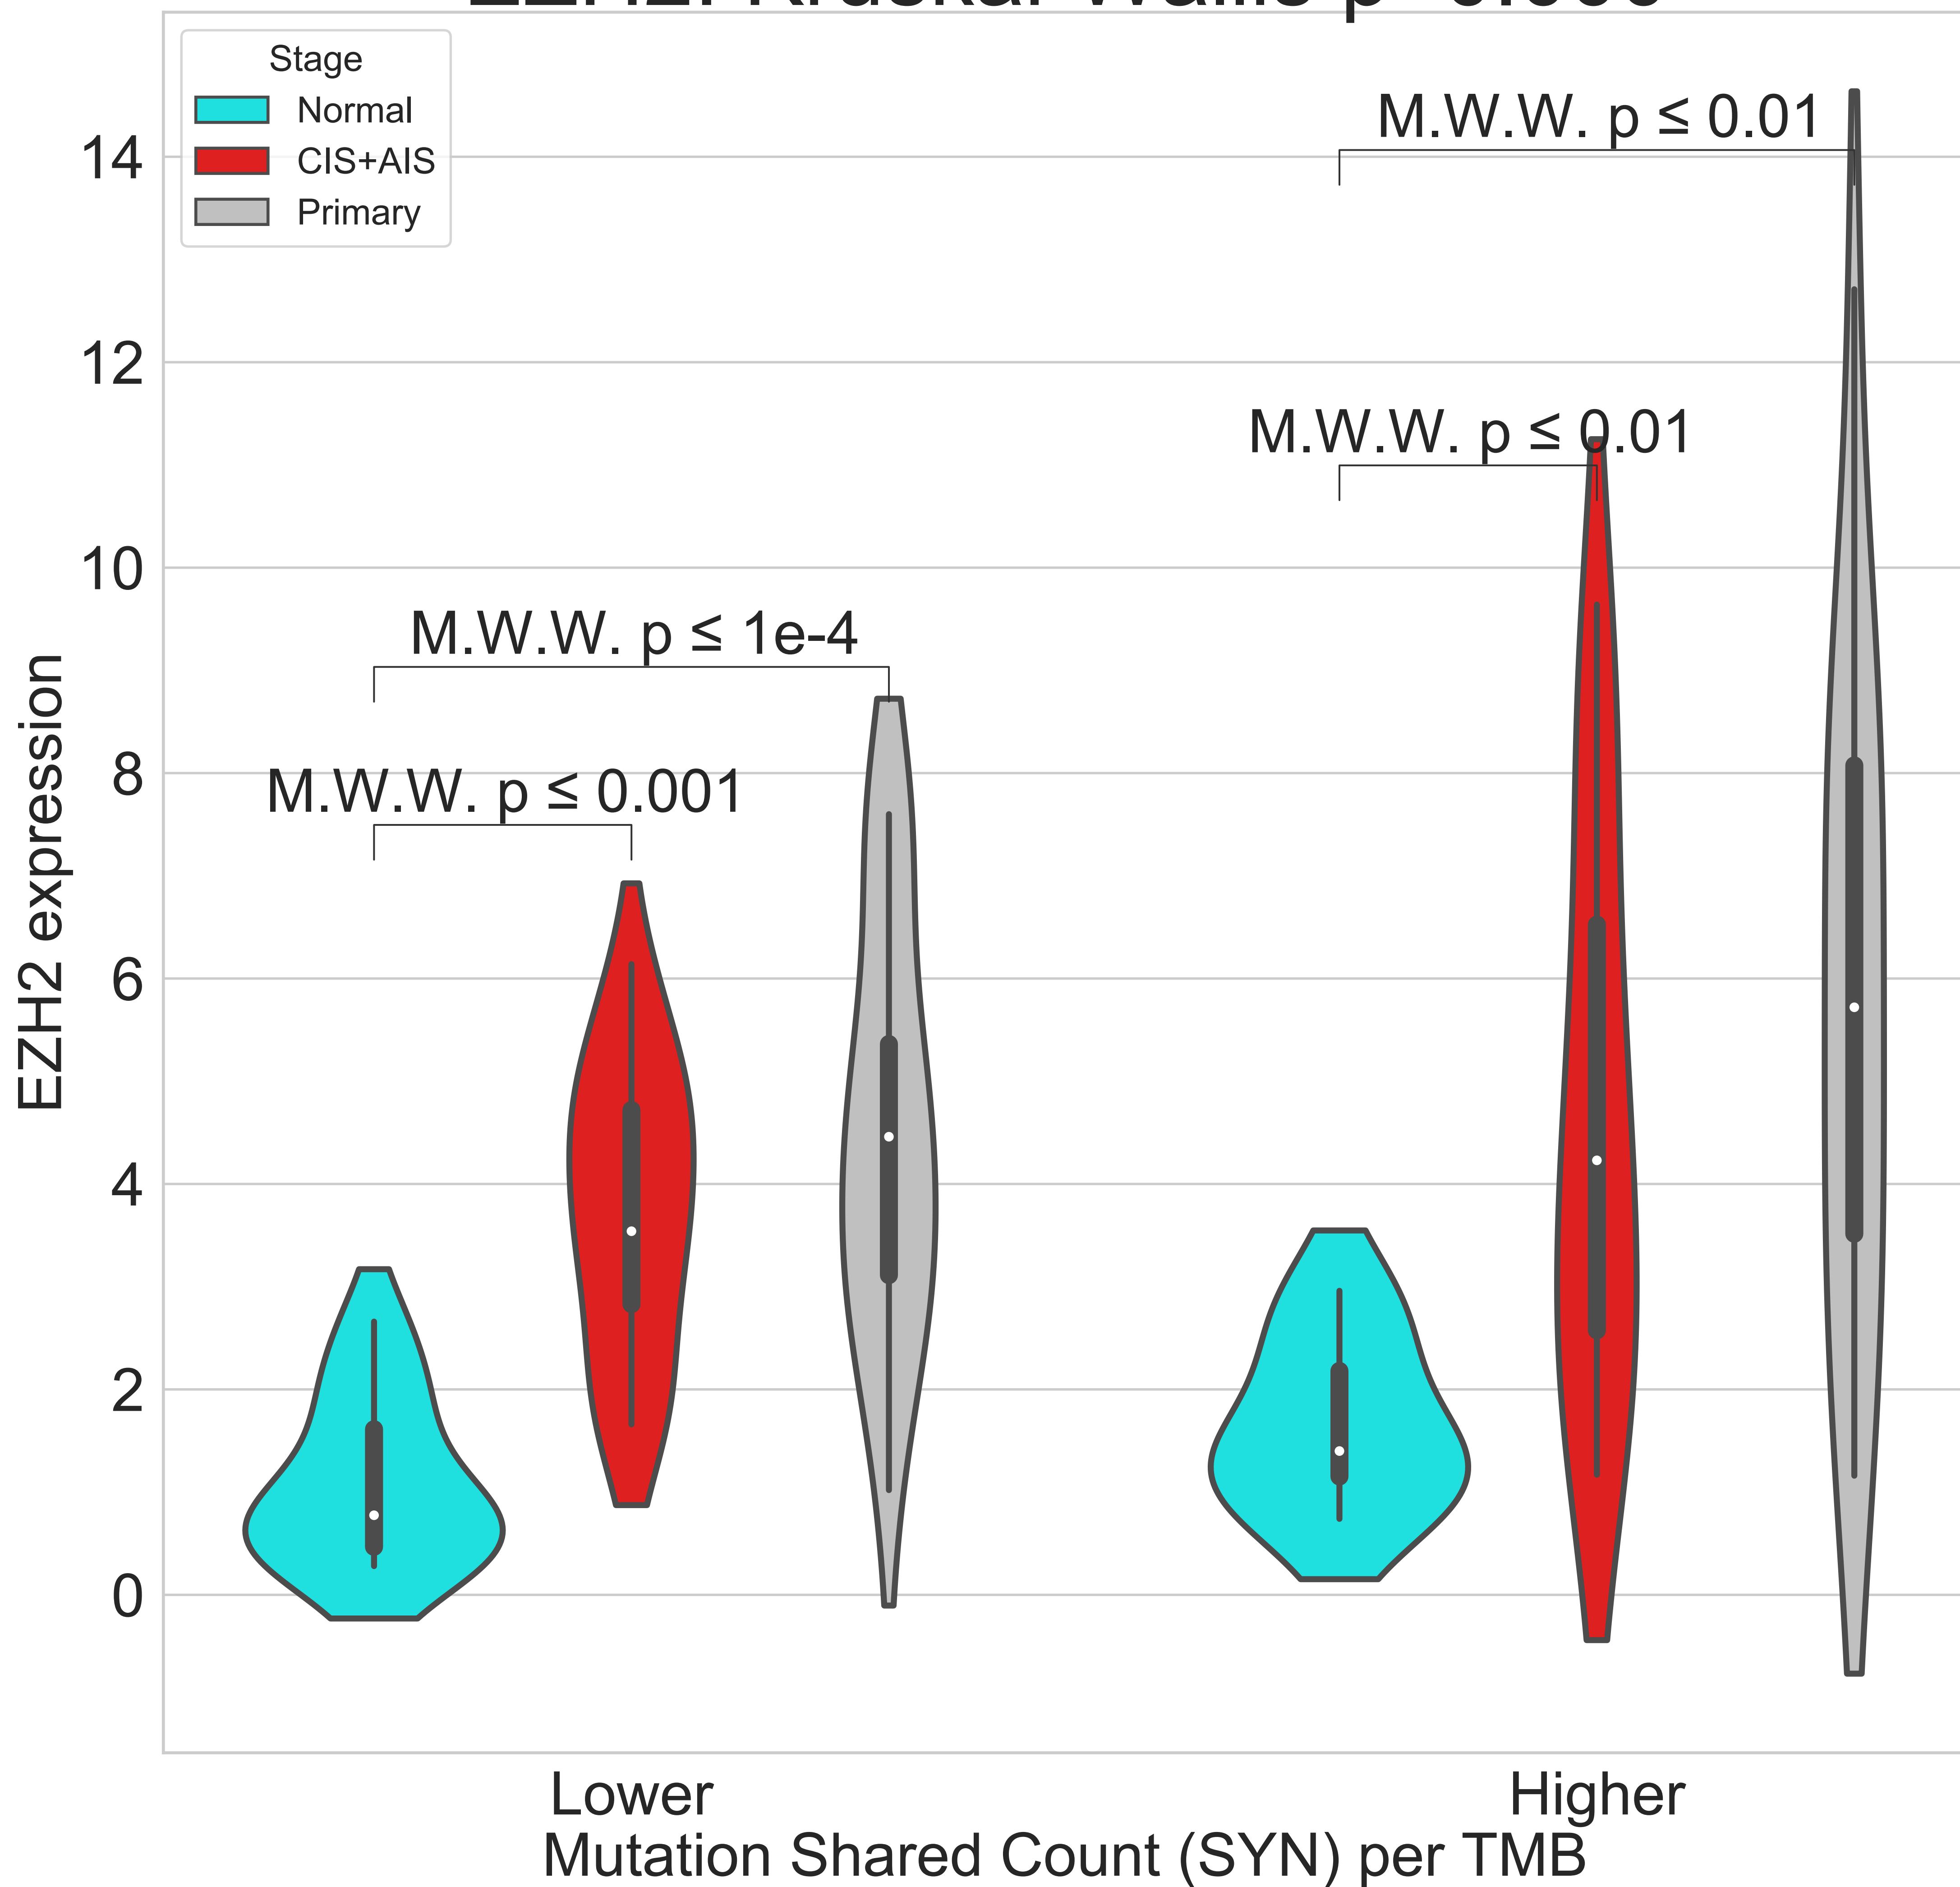 Stage
Normal
CIS+AIS
Primary
M.W.W. p ≤ 0.01
M.W.W. p ≤ 0.01
M.W.W. p ≤ 1e-4
M.W.W. p ≤ 0.001
14
12
10
8
6
4
2
0
EZH2 expression
Lower
Higher
Mutation Shared Count (SYN) per TMB